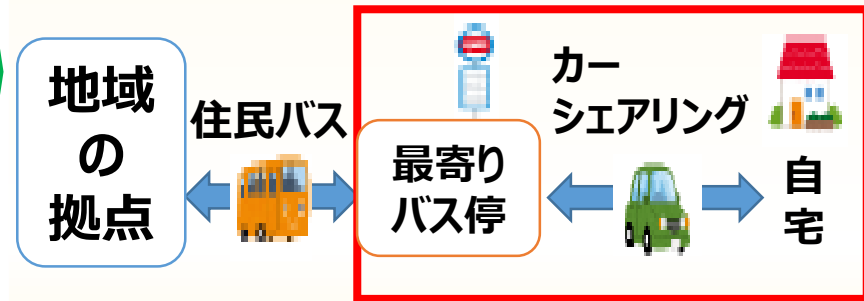 地域
の
拠点
住民バス
最寄り
バス停
カー
シェアリング
自
宅